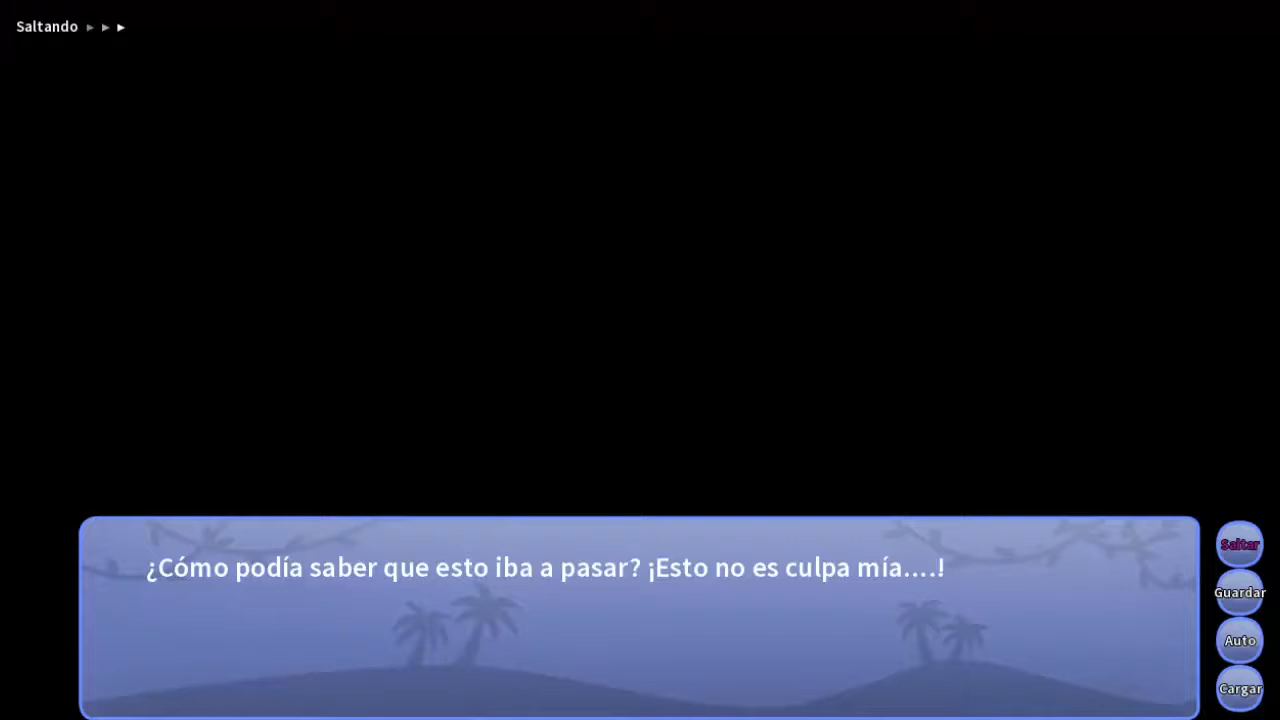 Saltando ▸ ▸ ▸
¿Cómo podía saber que esto iba a pasar? ¡Esto no es culpa mía....!
Saltar
Guardar
Auto
Cargar